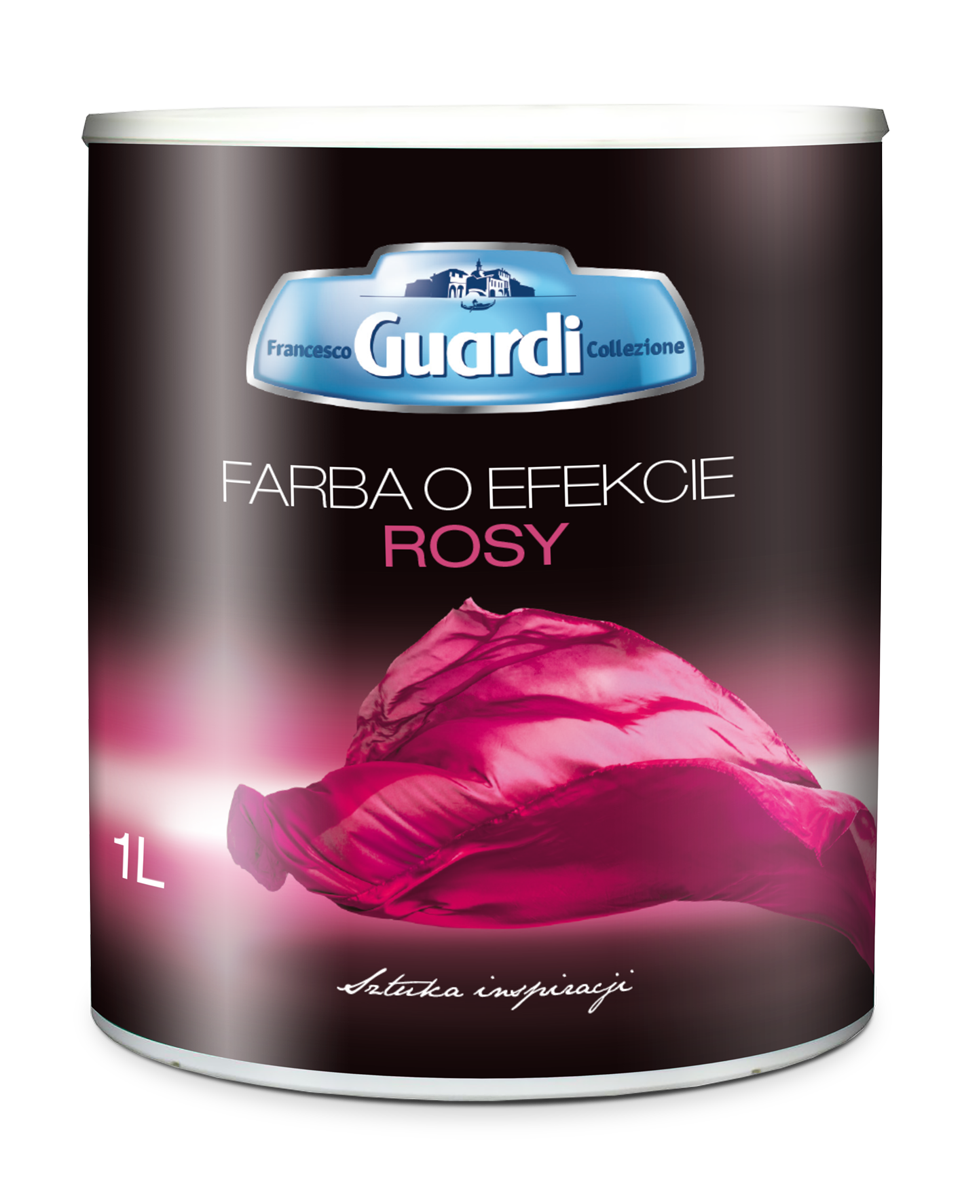 Francesco Guardi Collezione
FARBA O EFEKCIE
ROSY
1L
Sztuka inspiracji